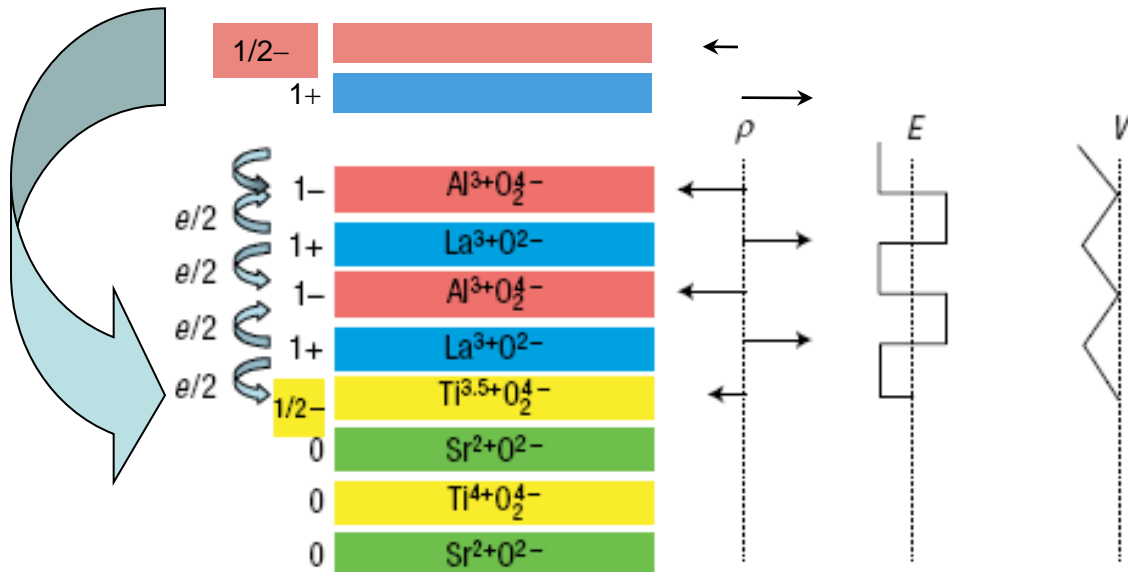 1/2−
1+
ρ E V
1− Al³⁺O₂⁴⁻
e/2
1+ La³⁺O²⁻
e/2
1− Al³⁺O₂⁴⁻
e/2
1+ La³⁺O²⁻
e/2
1/2− Ti³·⁵⁺O₂⁴⁻
0 Sr²⁺O²⁻
0 Ti⁴⁺O₂⁴⁻
0 Sr²⁺O²⁻